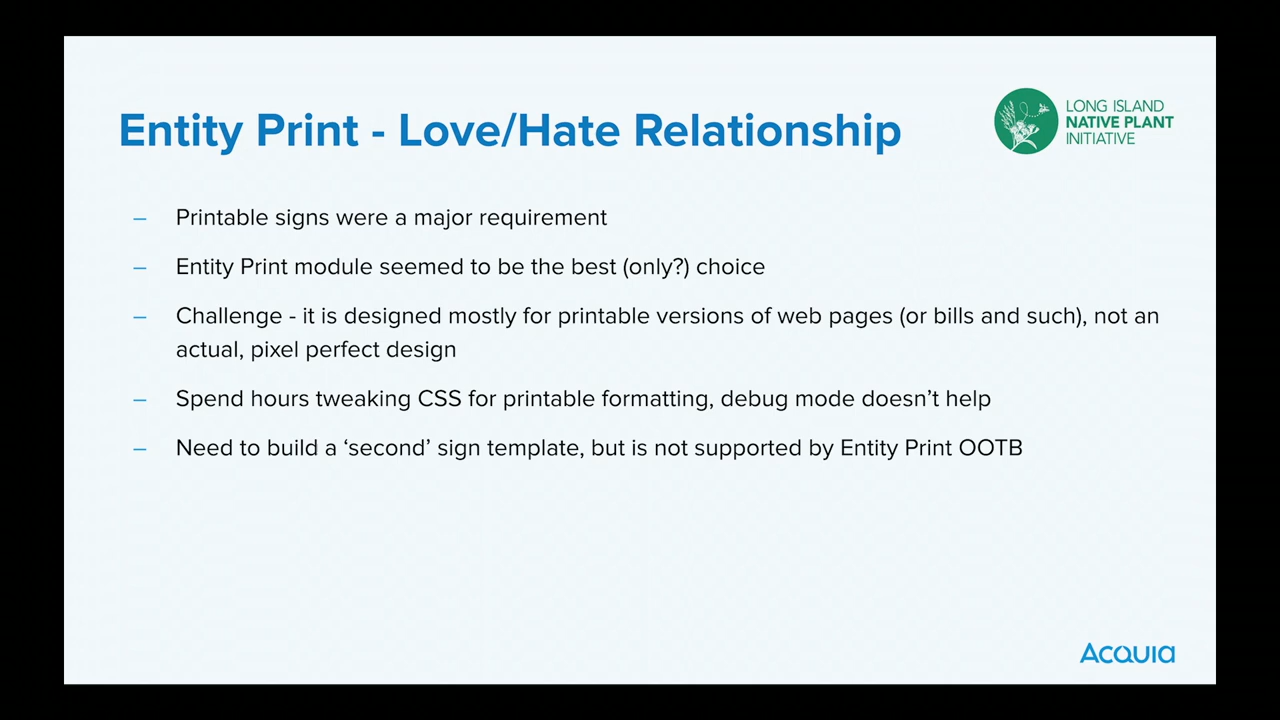 Entity Print - Love/Hate Relationship
LONG ISLAND
NATIVE PLANT
INITIATIVE
– Printable signs were a major requirement
– Entity Print module seemed to be the best (only?) choice
– Challenge - it is designed mostly for printable versions of web pages (or bills and such), not an
actual, pixel perfect design
– Spend hours tweaking CSS for printable formatting, debug mode doesn’t help
– Need to build a ‘second’ sign template, but is not supported by Entity Print OOTB
Acquia